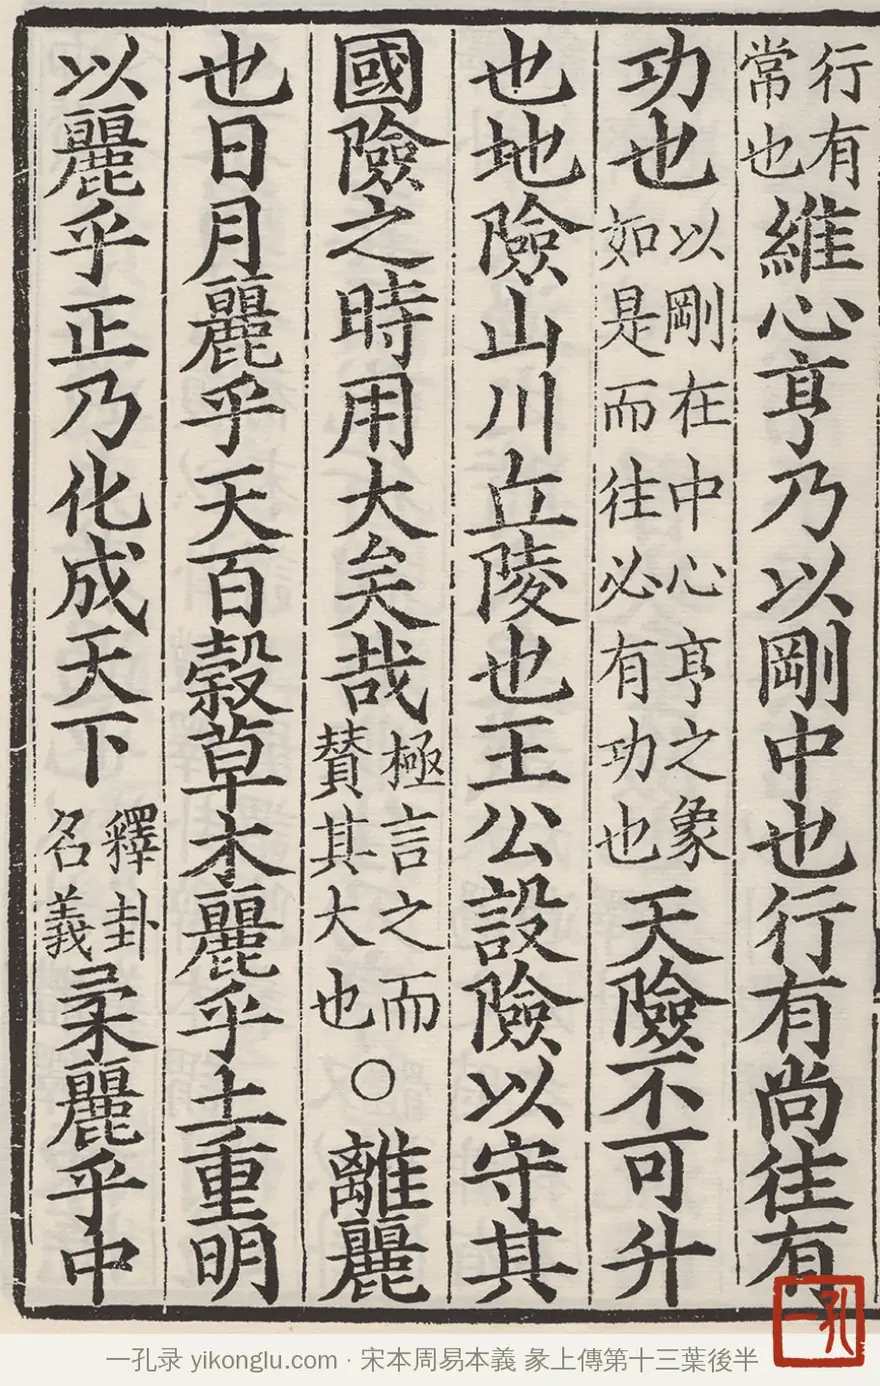 行有常也維心亨乃以剛中也行有尚往有
功也以剛在中心亨之象如是而往必有功也天險不可升
也地險山川丘陵也王公設險以守其
國險之時用大矣哉極言之而贊其大也○離麗
也日月麗乎天百穀草木麗乎土重明
以麗乎正乃化成天下釋卦名義柔麗乎中
一孔
一孔录 yikonglu.com · 宋本周易本義 彖上傳第十三葉後半